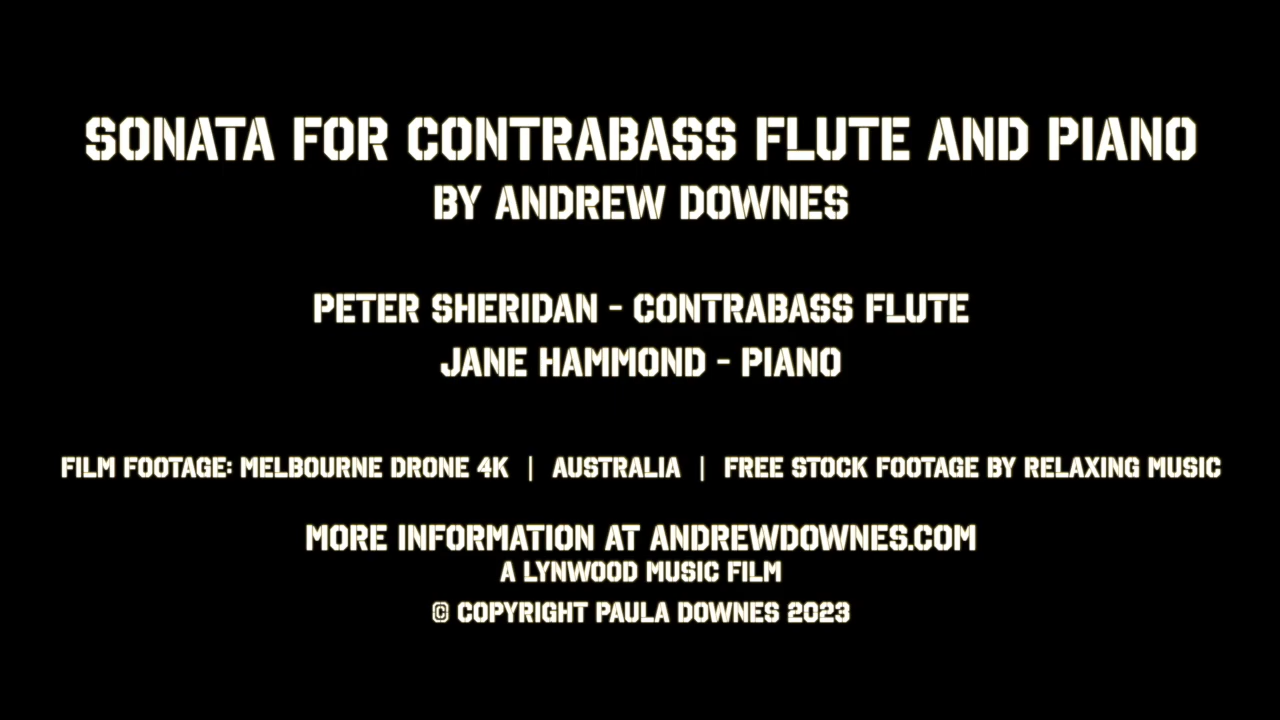 SONATA FOR CONTRABASS FLUTE AND PIANO
BY ANDREW DOWNES
PETER SHERIDAN - CONTRABASS FLUTE
JANE HAMMOND - PIANO
FILM FOOTAGE: MELBOURNE DRONE 4K | AUSTRALIA | FREE STOCK FOOTAGE BY RELAXING MUSIC
MORE INFORMATION AT ANDREWDOWNES.COM
A LYNWOOD MUSIC FILM
© COPYRIGHT PAULA DOWNES 2023